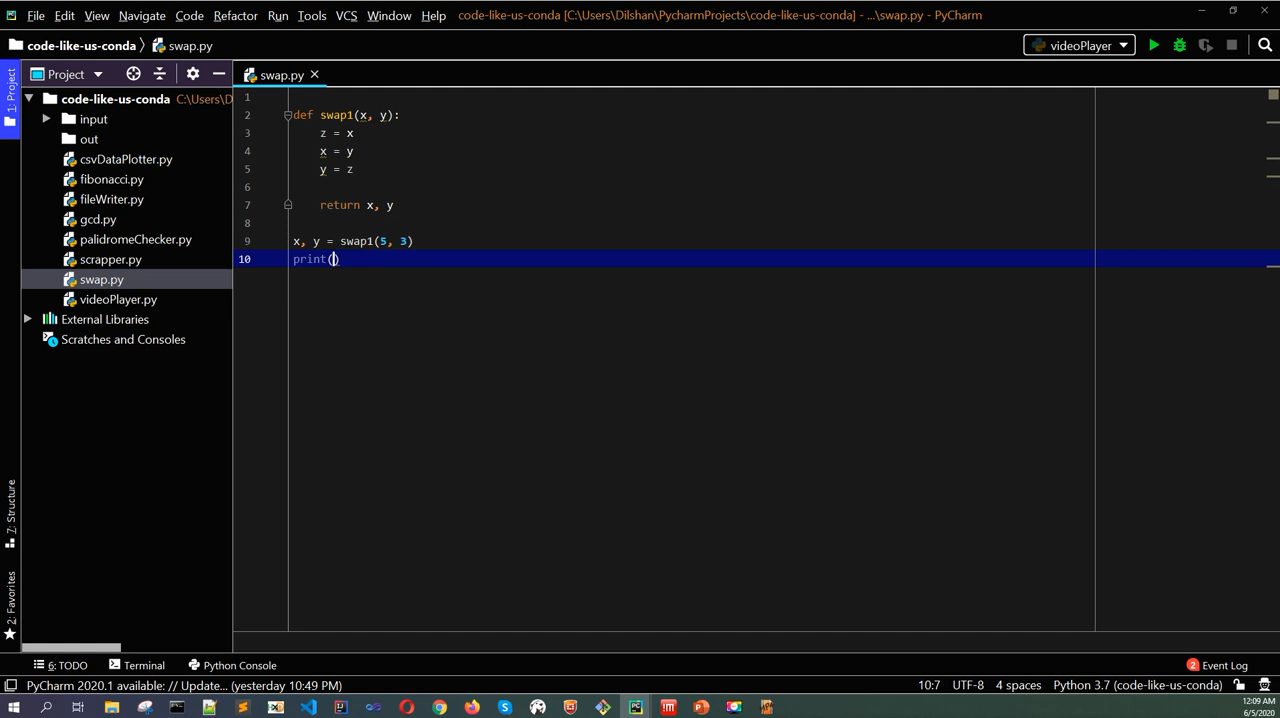 File Edit View Navigate Code Refactor Run Tools VCS Window Help code-like-us-conda [C:\Users\Dilshan\PycharmProjects\code-like-us-conda] - ...\swap.py - PyCharm
code-like-us-conda swap.py videoPlayer
1: Project
Project
swap.py
code-like-us-conda C:\Users\D
input
out
csvDataPlotter.py
fibonacci.py
fileWriter.py
gcd.py
palidromeChecker.py
scrapper.py
swap.py
videoPlayer.py
External Libraries
Scratches and Consoles
1
2 def swap1(x, y):
3 z = x
4 x = y
5 y = z
6
7 return x, y
8
9 x, y = swap1(5, 3)
10 print()
7: Structure
2: Favorites
6: TODO Terminal Python Console 2 Event Log
PyCharm 2020.1 available: // Update... (yesterday 10:49 PM) 10:7 UTF-8 4 spaces Python 3.7 (code-like-us-conda)
12:09 AM
6/5/2020